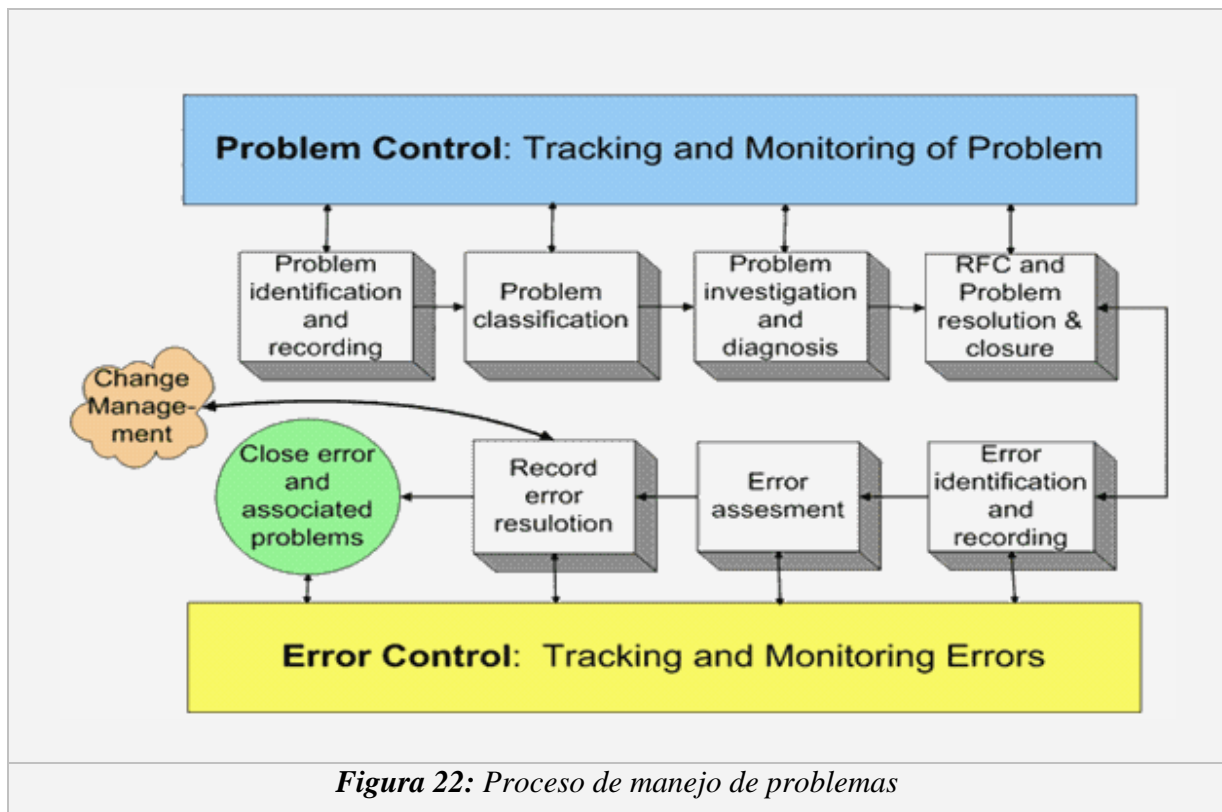 Problem Control: Tracking and Monitoring of Problem
Problem
identification
and
recording
Problem
classification
Problem
investigation
and
diagnosis
RFC and
Problem
resolution &
closure
Change
Manage-
ment
Close error
and
associated
problems
Record
error
resulotion
Error
assesment
Error
identification
and
recording
Error Control: Tracking and Monitoring Errors
Figura 22: Proceso de manejo de problemas